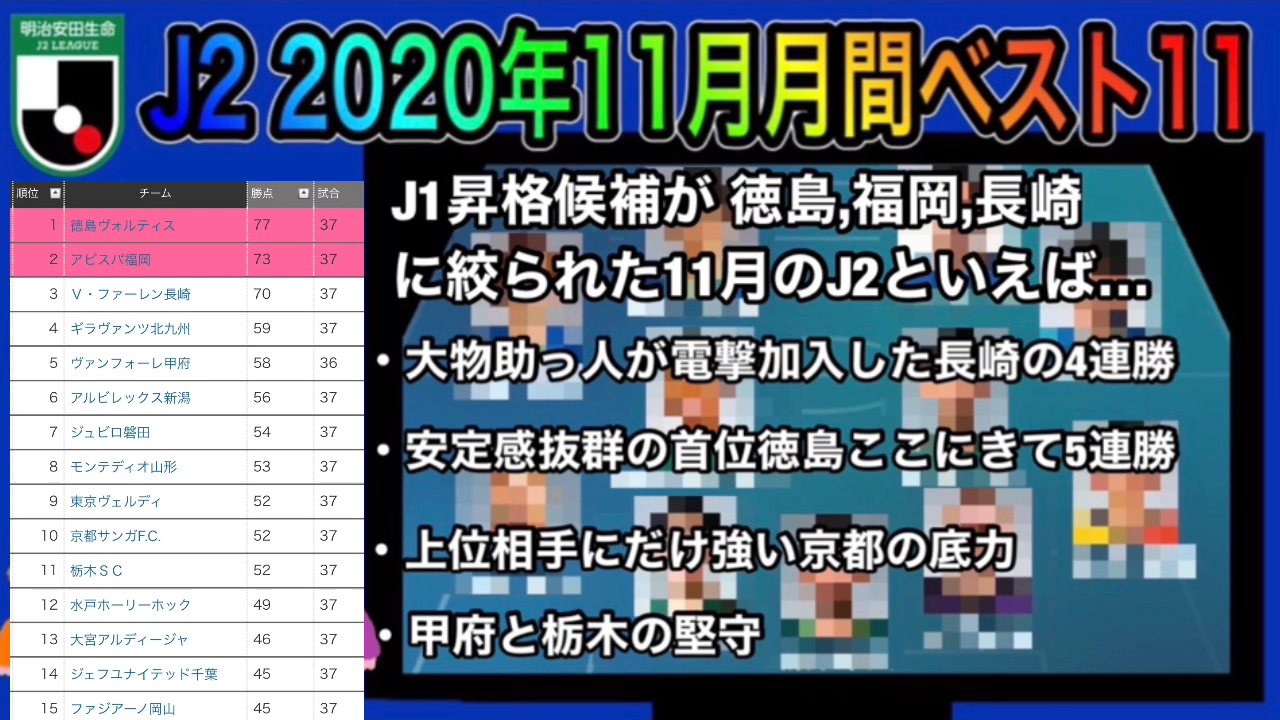 明治安田生命
J2 LEAGUE
J2 2020年11月月間ベスト11
順位 チーム 勝点 試合
1 徳島ヴォルティス 77 37
2 アビスパ福岡 73 37
3 V・ファーレン長崎 70 37
4 ギラヴァンツ北九州 59 37
5 ヴァンフォーレ甲府 58 36
6 アルビレックス新潟 56 37
7 ジュビロ磐田 54 37
8 モンテディオ山形 53 37
9 東京ヴェルディ 52 37
10 京都サンガF.C. 52 37
11 栃木SC 52 37
12 水戸ホーリーホック 49 37
13 大宮アルディージャ 46 37
14 ジェフユナイテッド千葉 45 37
15 ファジアーノ岡山 45 37
J1昇格候補が 徳島,福岡,長崎
に絞られた11月のJ2といえば…
・大物助っ人が電撃加入した長崎の4連勝
・安定感抜群の首位徳島ここにきて5連勝
・上位相手にだけ強い京都の底力
・甲府と栃木の堅守